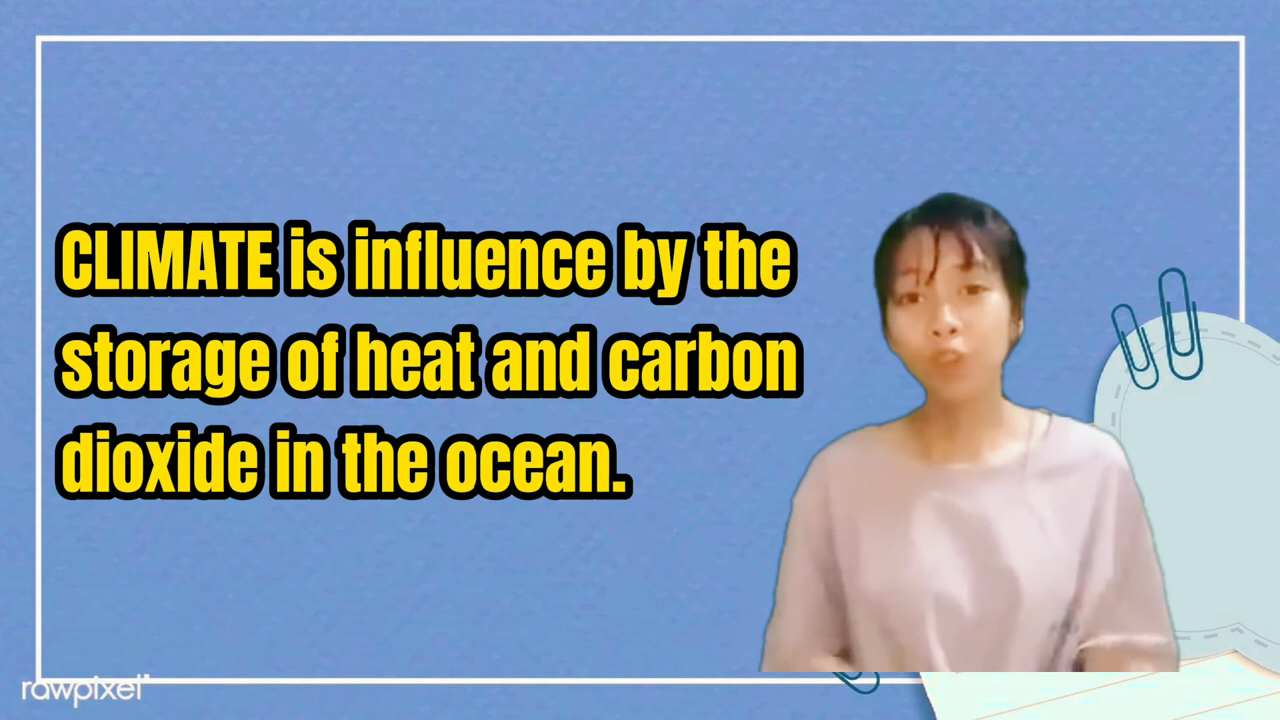 CLIMATE is influence by the
storage of heat and carbon
dioxide in the ocean.
rawpixel